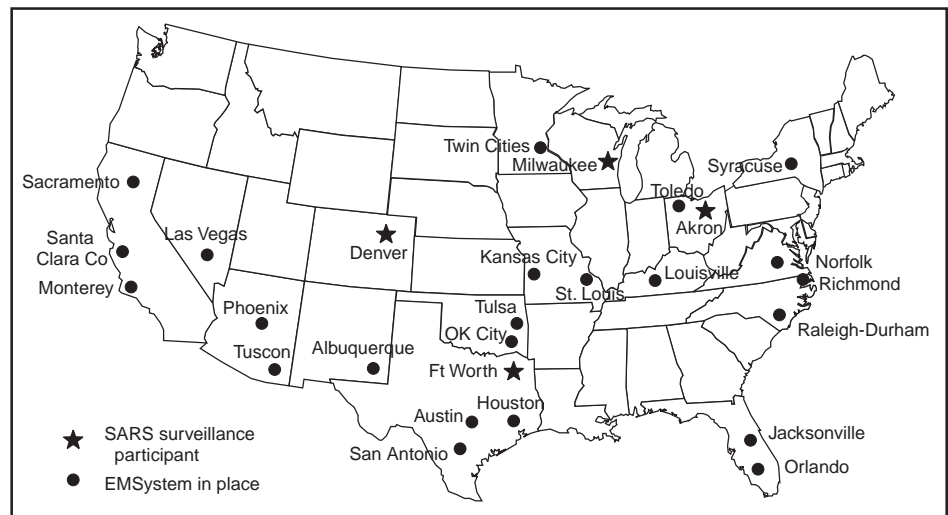 Twin Cities
Milwaukee
Syracuse
Sacramento
Toledo
Akron
Las Vegas
Santa
Clara Co
Denver
Kansas City
Louisville
Norfolk
Monterey
St. Louis
Richmond
Phoenix
Tulsa
Raleigh-Durham
OK City
Tuscon
Albuquerque
Ft Worth
Houston
Austin
SARS surveillance
participant
San Antonio
Jacksonville
Orlando
EMSystem in place